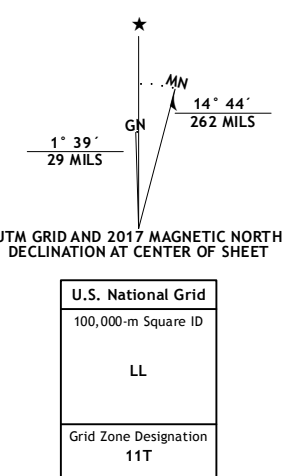 ★
MN
GN
14° 44´
262 MILS
1° 39´
29 MILS
UTM GRID AND 2017 MAGNETIC NORTH
DECLINATION AT CENTER OF SHEET
U.S. National Grid
100,000-m Square ID
LL
Grid Zone Designation
11T